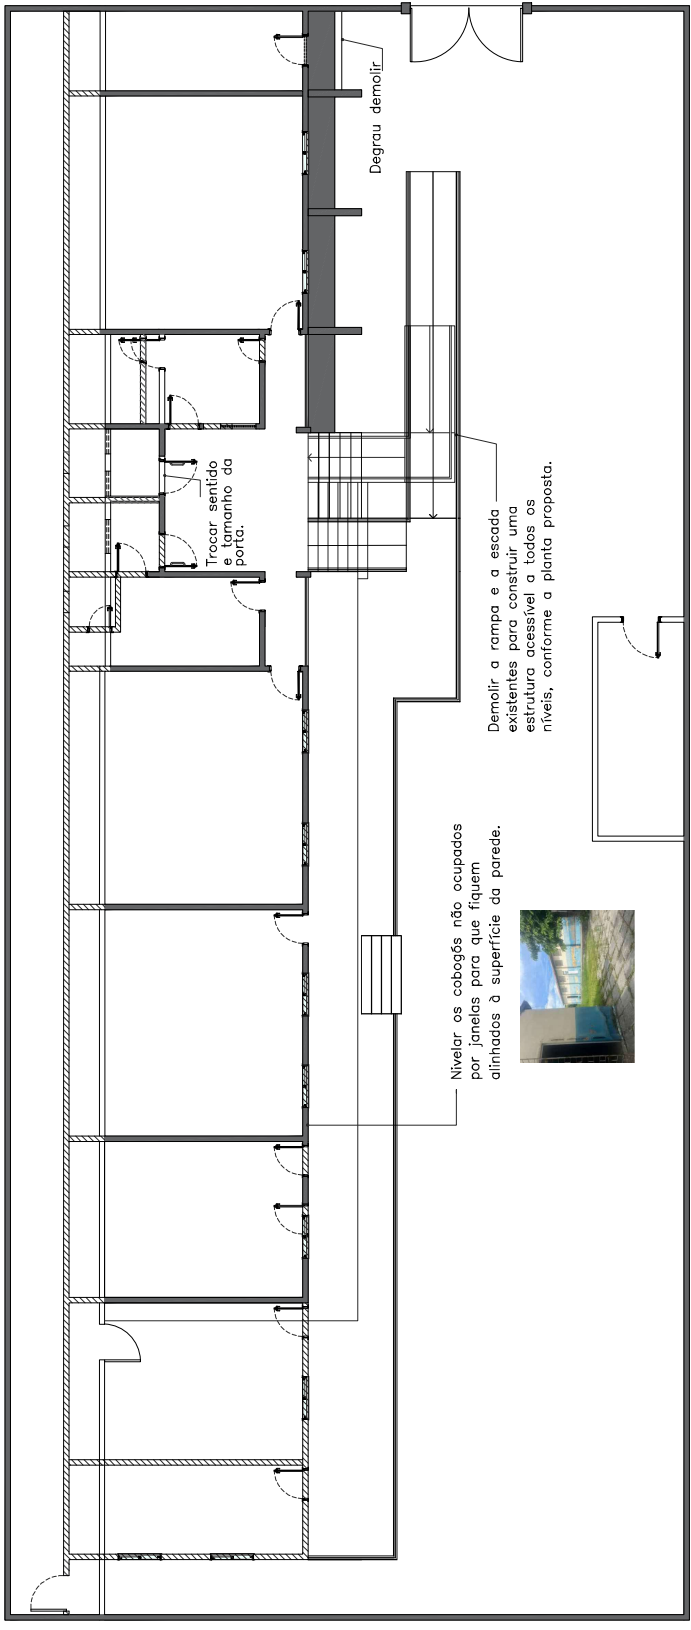 Degrau demolir
Trocar sentido
e tamanho da
porta.
Demolir a rampa e a escada
existentes para construir uma
estrutura acessível a todos os
níveis, conforme a planta proposta.
Nivelar os cobogós não ocupados
por janelas para que fiquem
alinhados à superfície da parede.